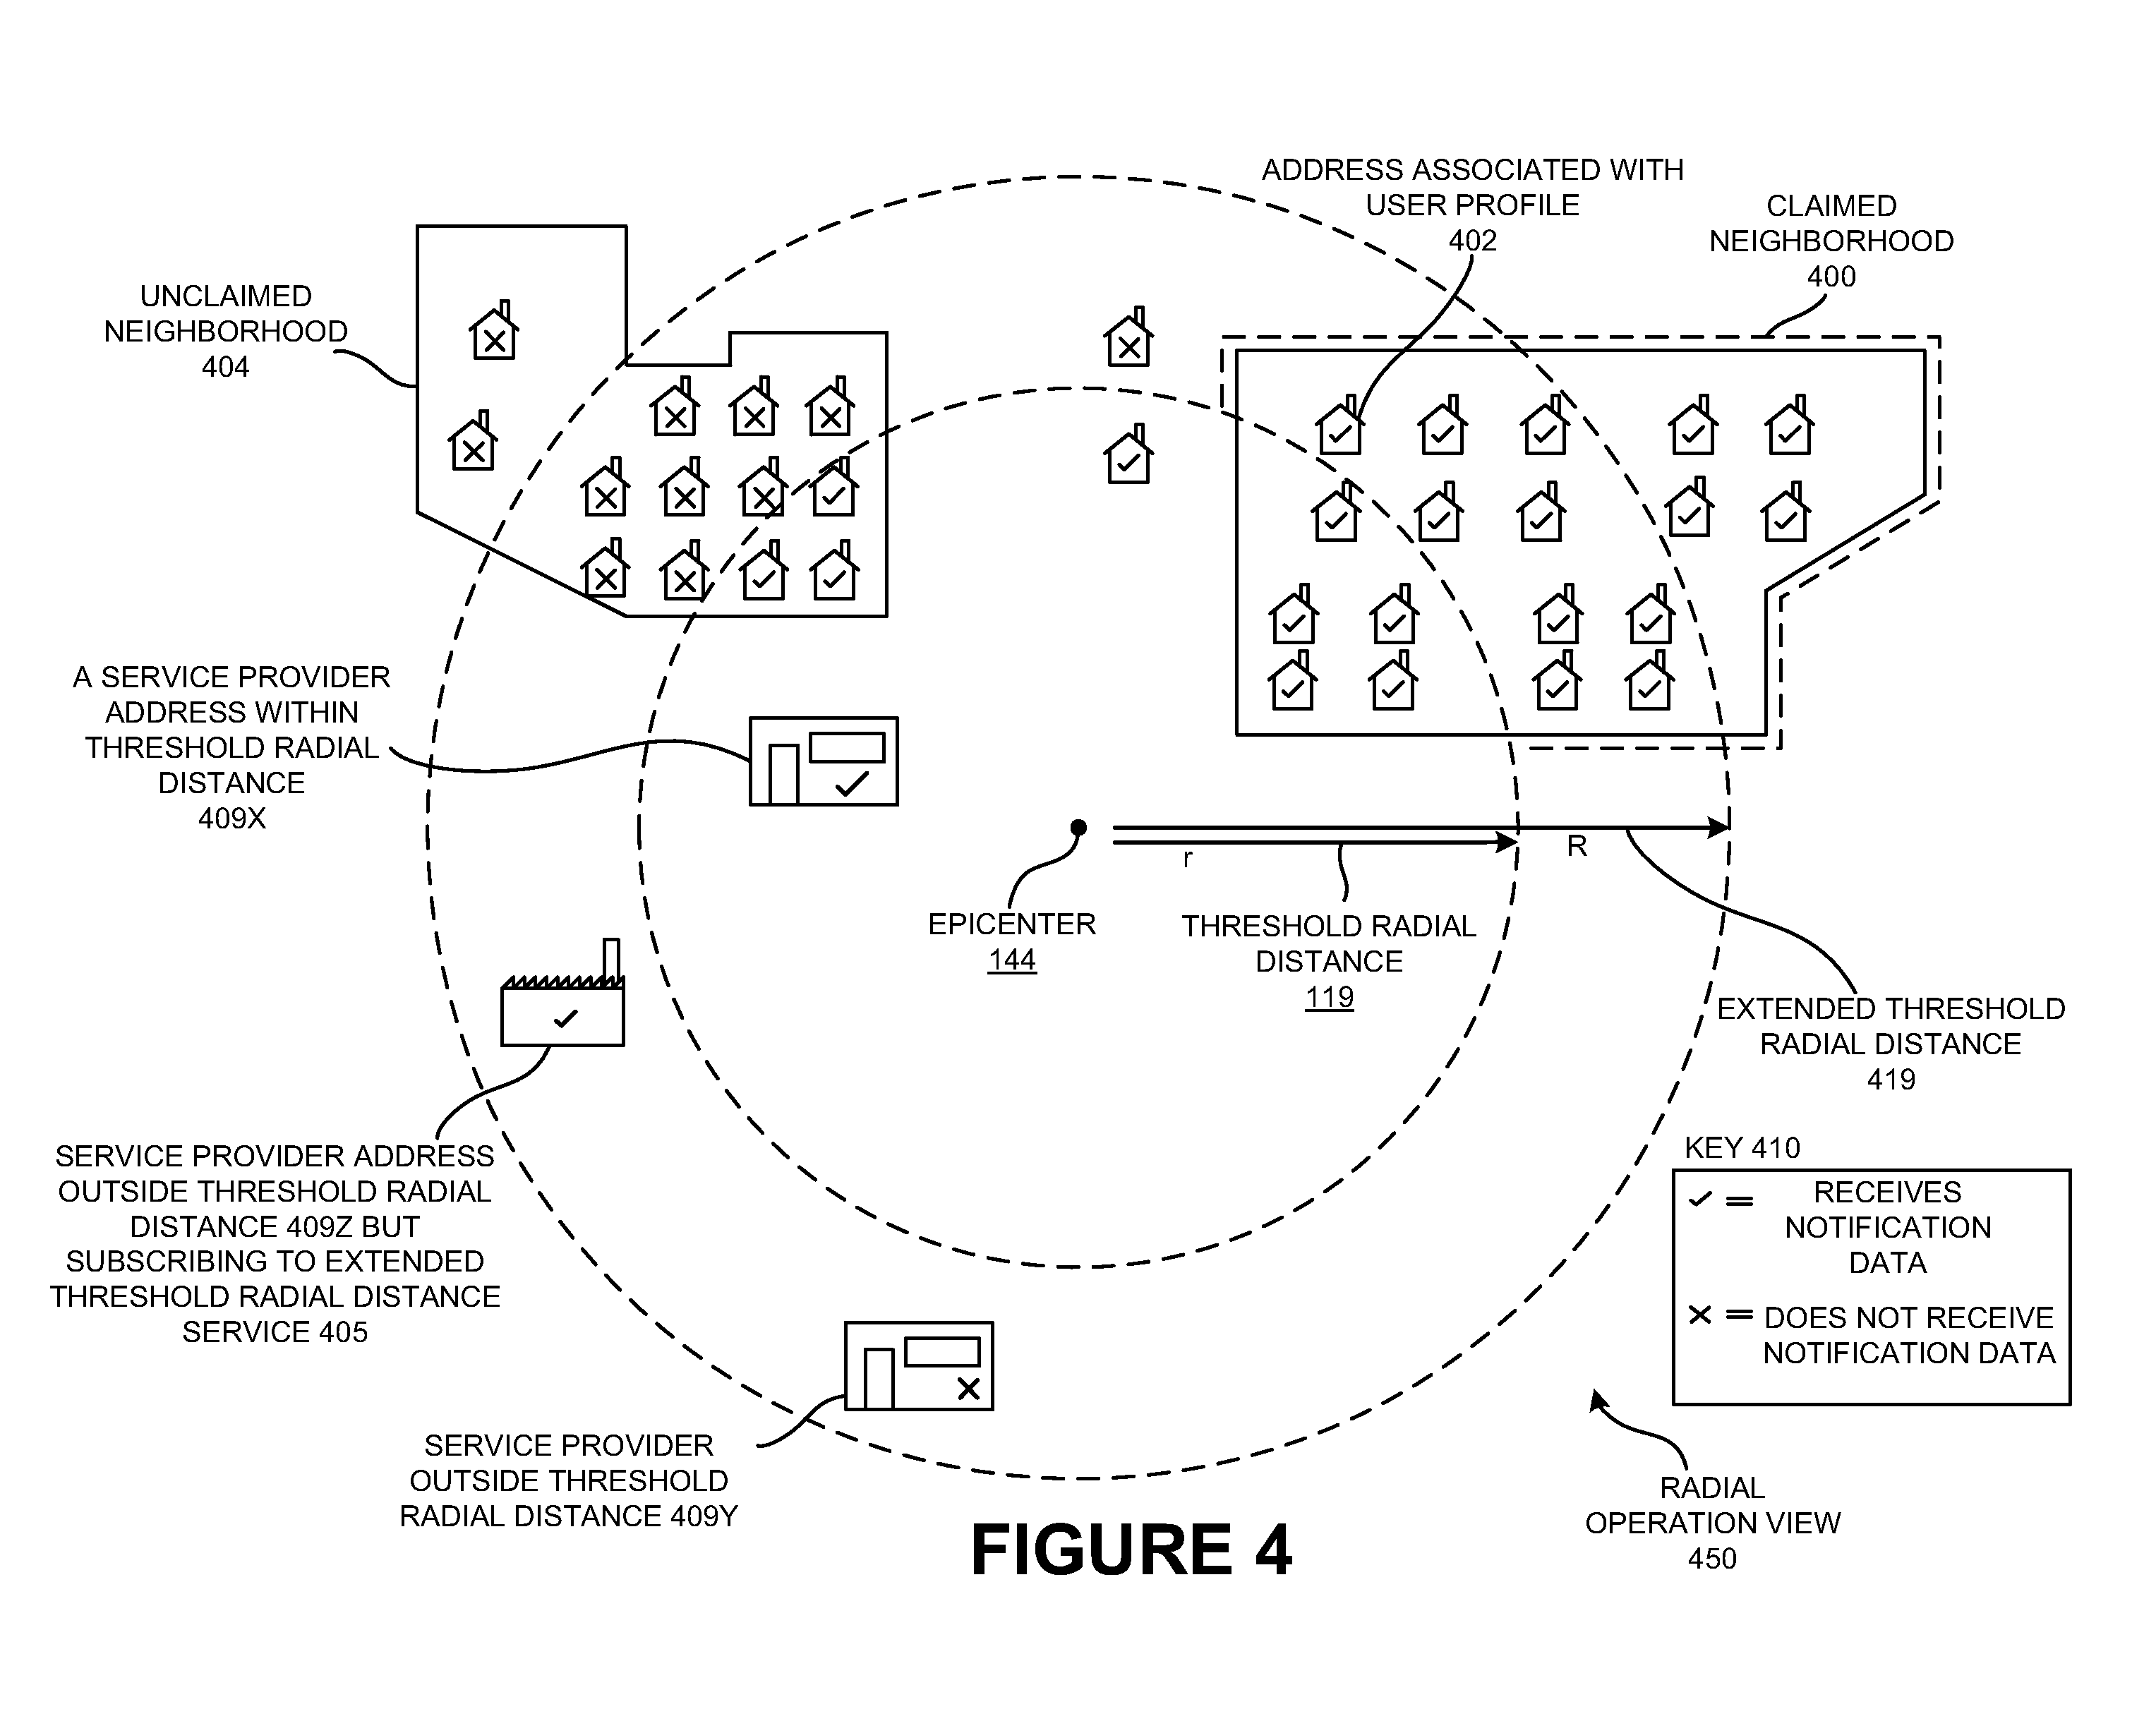 ADDRESS ASSOCIATED WITH
USER PROFILE
402
CLAIMED
NEIGHBORHOOD
400
UNCLAIMED
NEIGHBORHOOD
404
A SERVICE PROVIDER
ADDRESS WITHIN
THRESHOLD RADIAL
DISTANCE
409X
r
R
EPICENTER
144
THRESHOLD RADIAL
DISTANCE
119
EXTENDED THRESHOLD
RADIAL DISTANCE
419
SERVICE PROVIDER ADDRESS
OUTSIDE THRESHOLD RADIAL
DISTANCE 409Z BUT
SUBSCRIBING TO EXTENDED
THRESHOLD RADIAL DISTANCE
SERVICE 405
KEY 410
✓ = RECEIVES
NOTIFICATION
DATA
✕ = DOES NOT RECEIVE
NOTIFICATION DATA
SERVICE PROVIDER
OUTSIDE THRESHOLD
RADIAL DISTANCE 409Y
RADIAL
OPERATION VIEW
450
FIGURE 4